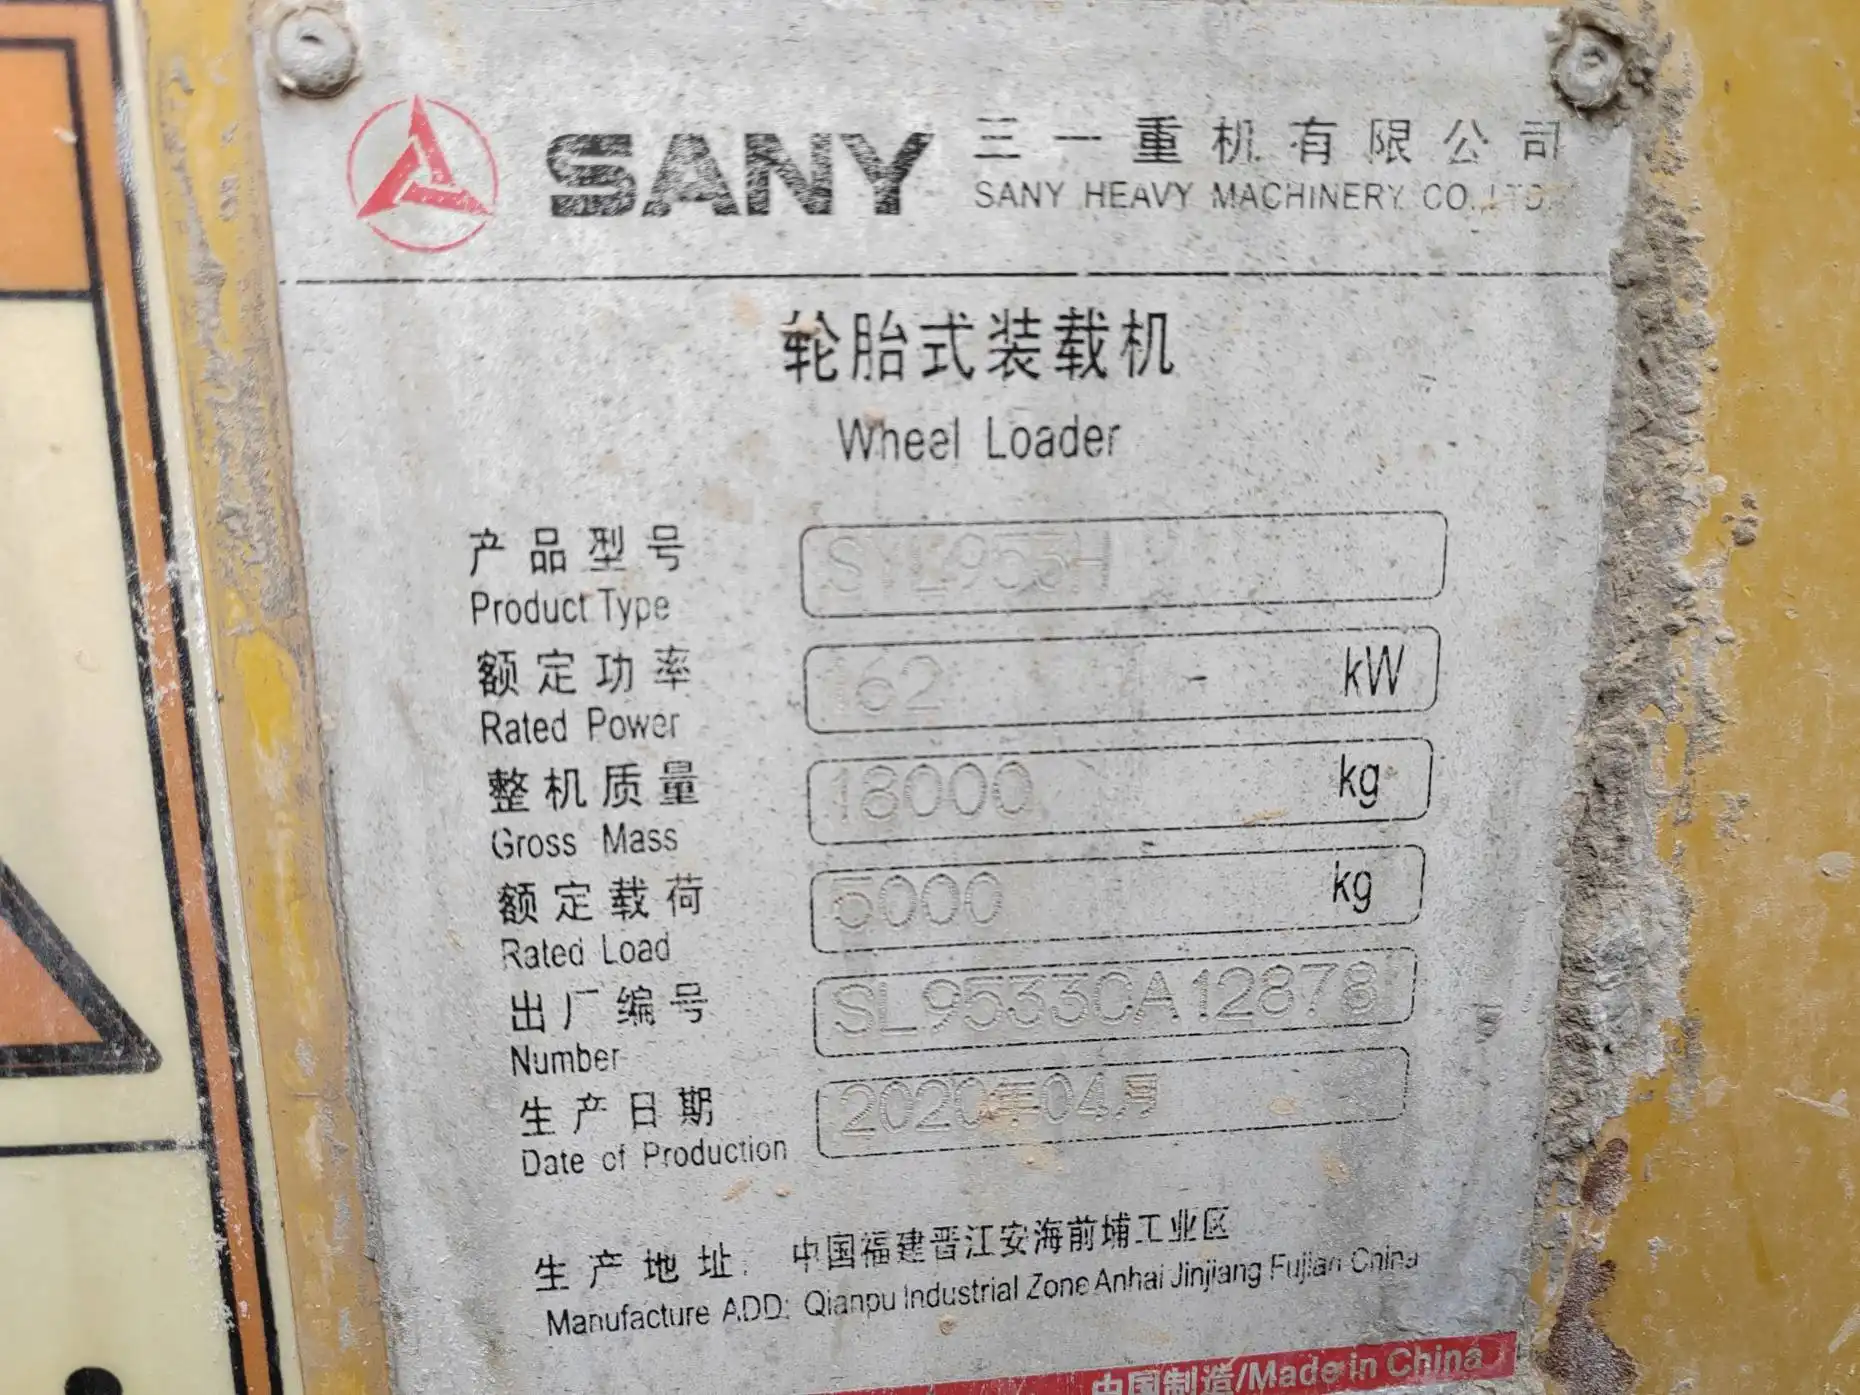 SANY 三一重机有限公司
SANY HEAVY MACHINERY CO.,LTD.
轮胎式装载机
Wheel Loader
产品型号 SYL953H
Product Type
额定功率 162 kW
Rated Power
整机质量 18000 kg
Gross Mass
额定载荷 5000 kg
Rated Load
出厂编号 SL9533CA12878
Number
生产日期 2020年04月
Date of Production
生产地址: 中国福建晋江安海前埔工业区
Manufacture ADD: Qianpu Industrial Zone Anhai Jinjiang Fujian China
中国制造/Made in China